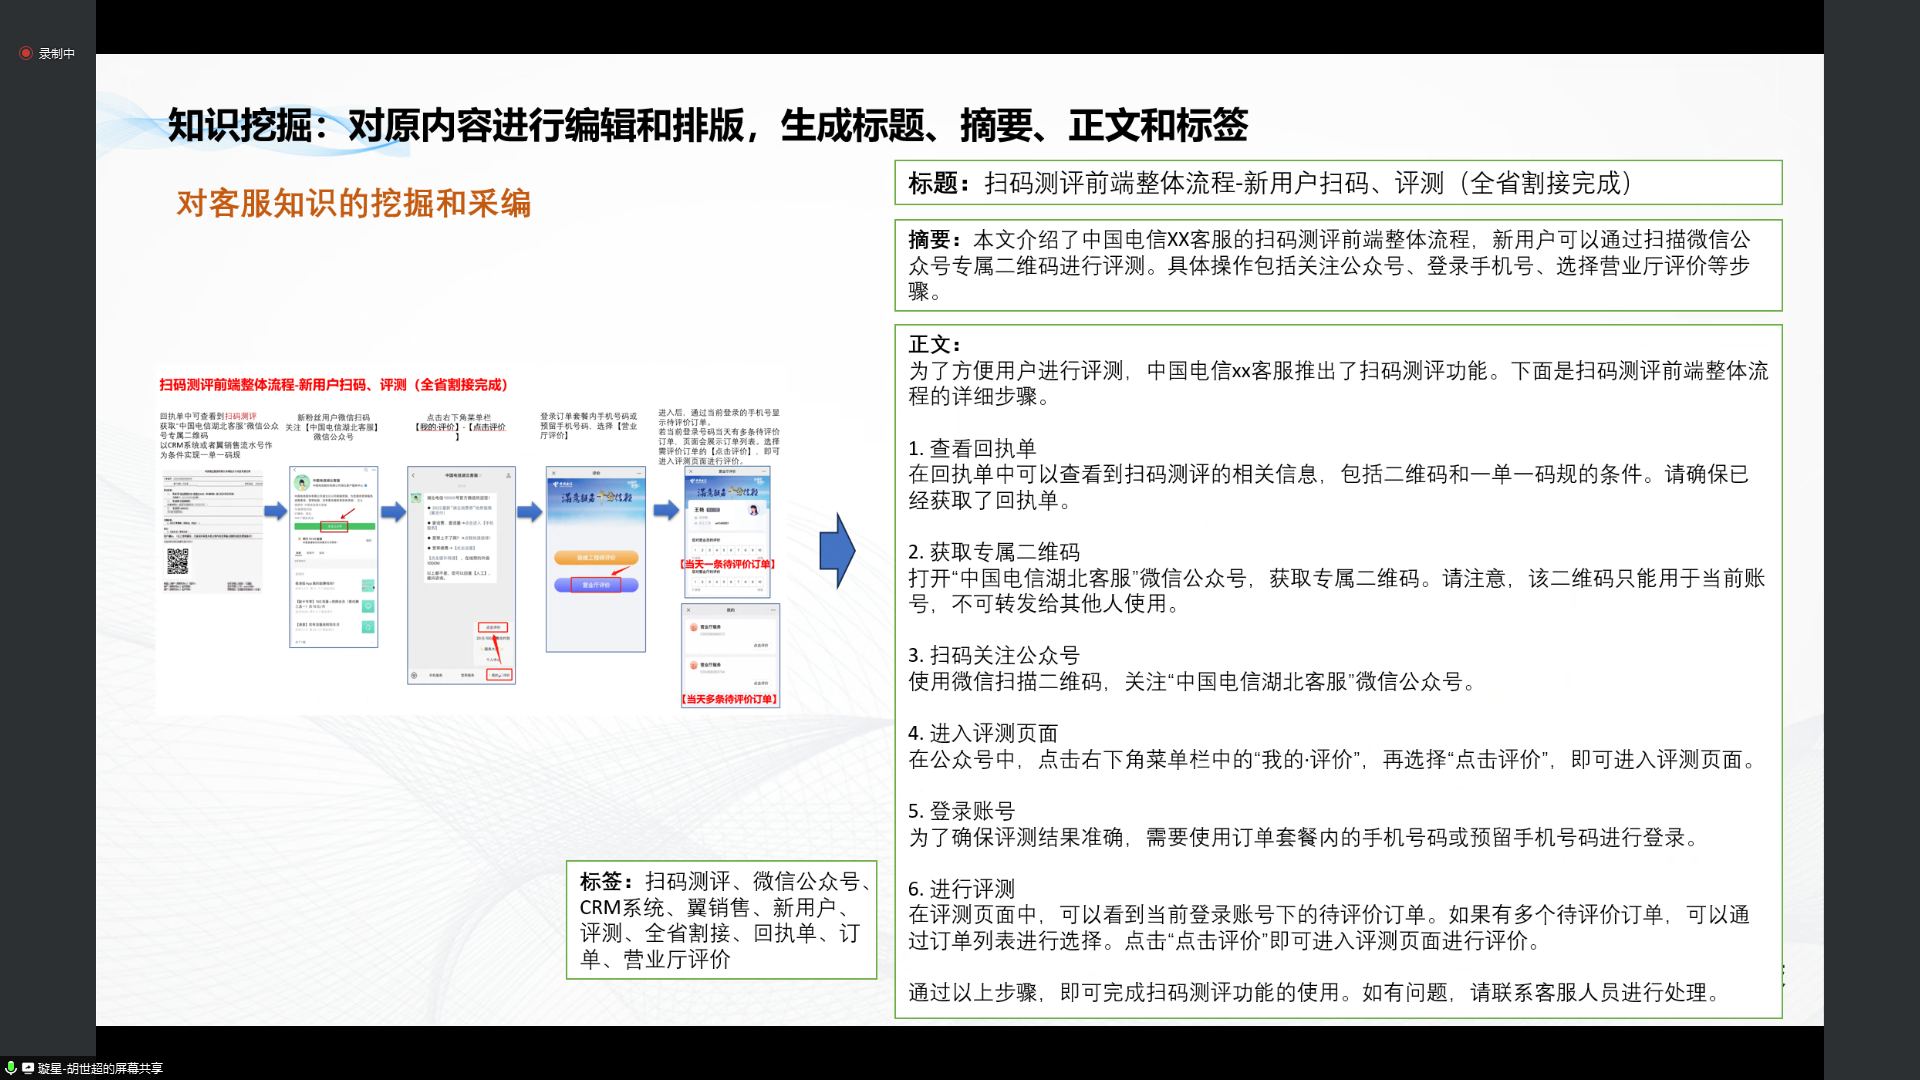 录制中
知识挖掘：对原内容进行编辑和排版，生成标题、摘要、正文和标签
对客服知识的挖掘和采编
扫码测评前端整体流程-新用户扫码、评测（全省割接完成）
回执单中可查看到扫码测评
获取“中国电信湖北客服”微信公众
号专属二维码
以CRM系统或者翼销售流水号作
为条件实现一单一码规
新粉丝用户微信扫码
关注【中国电信湖北客服】
微信公众号
点击右下角菜单栏
【我的·评价】-【点击评价
】
登录订单套餐内手机号码或
预留手机号码，选择【营业
厅评价】
进入后，通过当前登录的手机号显
示待评价订单。
若当前登录号码当天有多条待评价
订单，页面会展示订单列表。选择
需评价订单的【点击评价】，即可
进入评测页面进行评价。
营业厅评价
【当天一条待评价订单】
【当天多条待评价订单】
标签：扫码测评、微信公众号、
CRM系统、翼销售、新用户、
评测、全省割接、回执单、订
单、营业厅评价
标题：扫码测评前端整体流程-新用户扫码、评测（全省割接完成）
摘要：本文介绍了中国电信XX客服的扫码测评前端整体流程，新用户可以通过扫描微信公
众号专属二维码进行评测。具体操作包括关注公众号、登录手机号、选择营业厅评价等步
骤。
正文：
为了方便用户进行评测，中国电信xx客服推出了扫码测评功能。下面是扫码测评前端整体流
程的详细步骤。
1. 查看回执单
在回执单中可以查看到扫码测评的相关信息，包括二维码和一单一码规的条件。请确保已
经获取了回执单。
2. 获取专属二维码
打开“中国电信湖北客服”微信公众号，获取专属二维码。请注意，该二维码只能用于当前账
号，不可转发给其他人使用。
3. 扫码关注公众号
使用微信扫描二维码，关注“中国电信湖北客服”微信公众号。
4. 进入评测页面
在公众号中，点击右下角菜单栏中的“我的·评价”，再选择“点击评价”，即可进入评测页面。
5. 登录账号
为了确保评测结果准确，需要使用订单套餐内的手机号码或预留手机号码进行登录。
6. 进行评测
在评测页面中，可以看到当前登录账号下的待评价订单。如果有多个待评价订单，可以通
过订单列表进行选择。点击“点击评价”即可进入评测页面进行评价。
通过以上步骤，即可完成扫码测评功能的使用。如有问题，请联系客服人员进行处理。
璇星-胡世超的屏幕共享